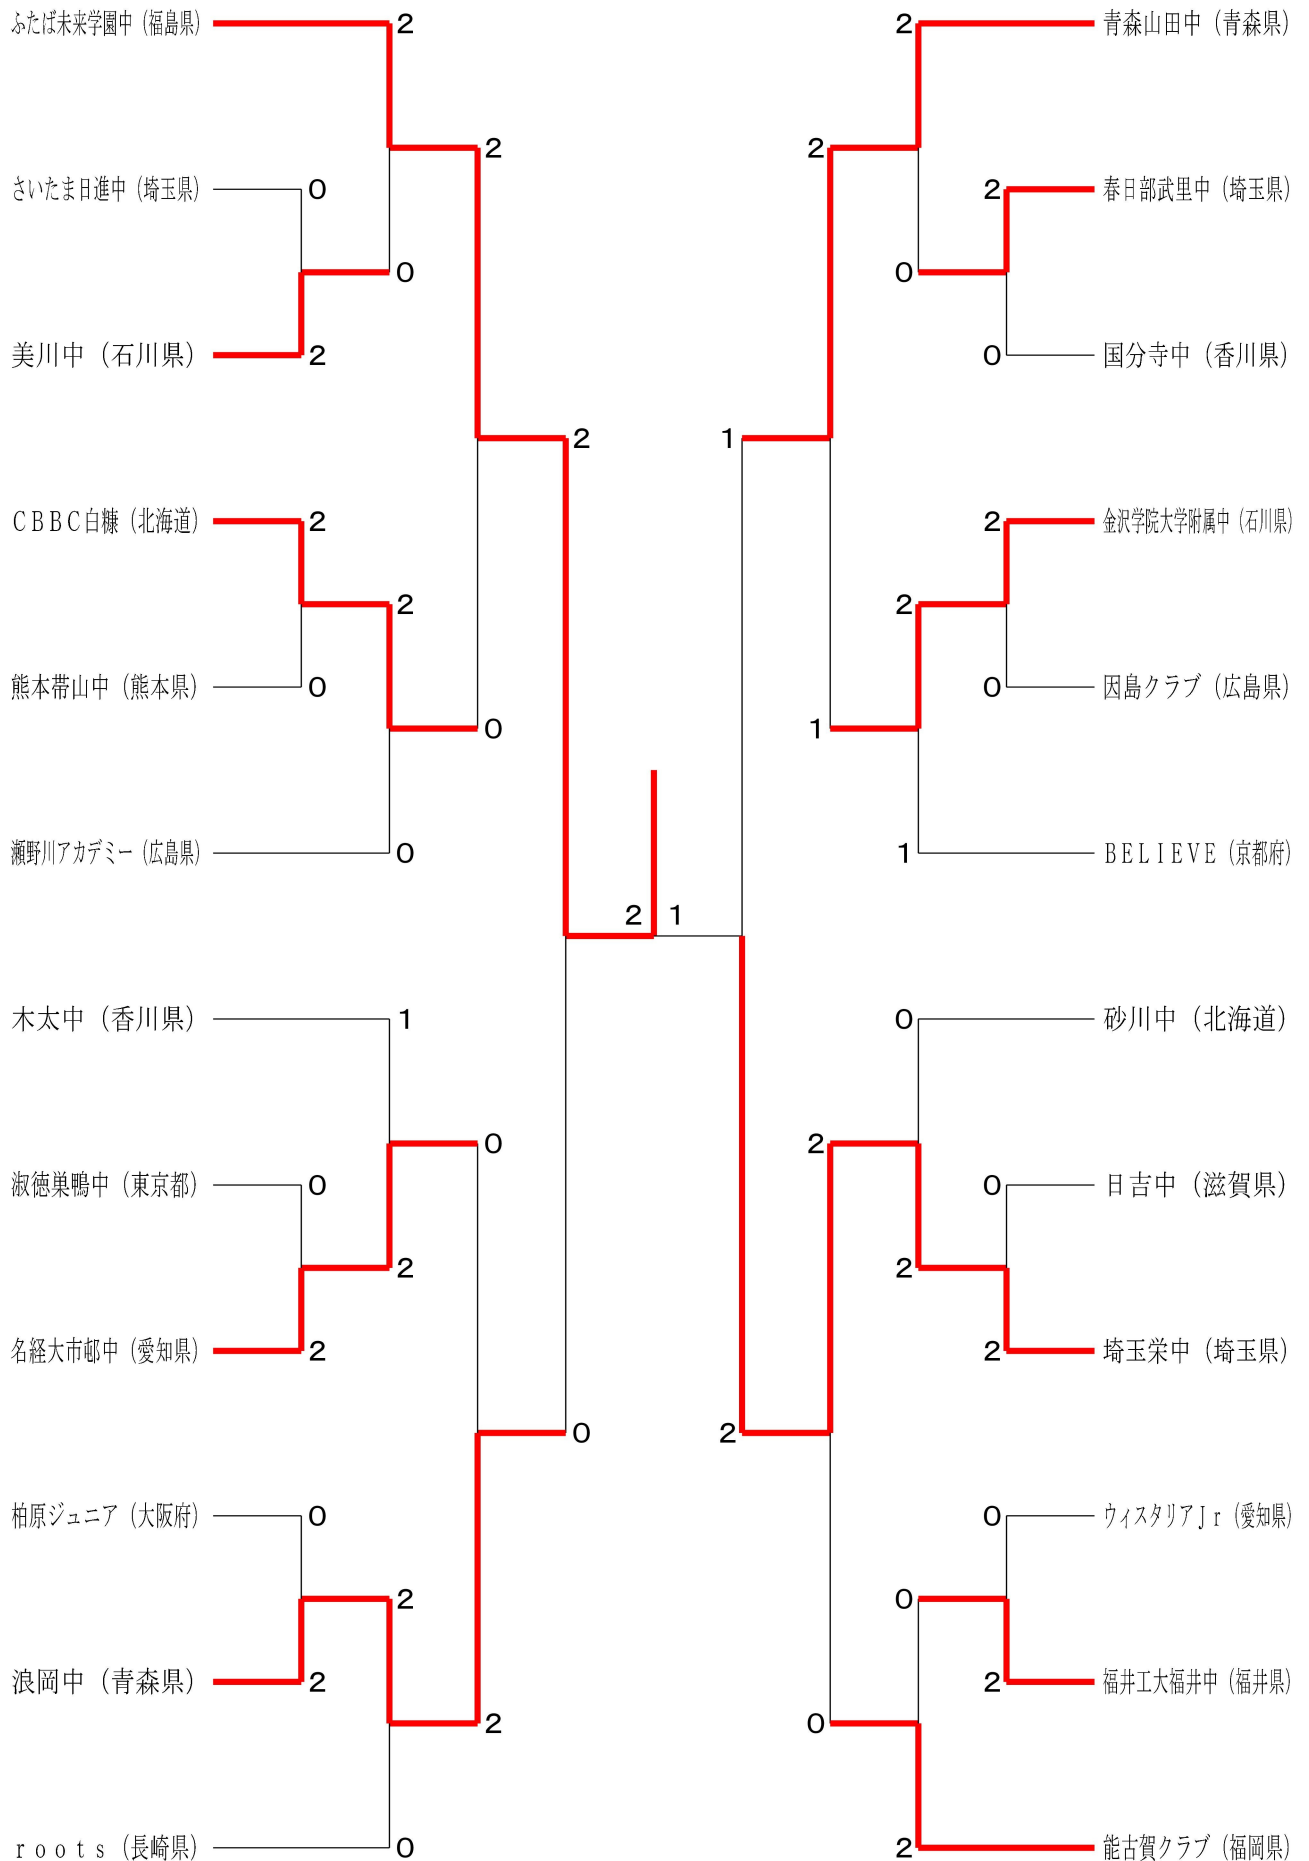 ふたば未来学園中（福島県）
2
2
青森山田中（青森県）
2
2
さいたま日進中（埼玉県）
0
2
春日部武里中（埼玉県）
0
0
美川中（石川県）
2
0
国分寺中（香川県）
2
1
ＣＢＢＣ白糠（北海道）
2
2
金沢学院大学附属中（石川県）
2
2
熊本帯山中（熊本県）
0
0
因島クラブ（広島県）
0
1
瀬野川アカデミー（広島県）
0
1
ＢＥＬＩＥＶＥ（京都府）
2
1
木太中（香川県）
1
0
砂川中（北海道）
0
2
淑徳巣鴨中（東京都）
0
0
日吉中（滋賀県）
2
2
名経大市邨中（愛知県）
2
2
埼玉栄中（埼玉県）
0
2
柏原ジュニア（大阪府）
0
0
ウィスタリアＪｒ（愛知県）
2
0
浪岡中（青森県）
2
2
福井工大福井中（福井県）
2
0
ｒｏｏｔｓ（長崎県）
0
2
能古賀クラブ（福岡県）